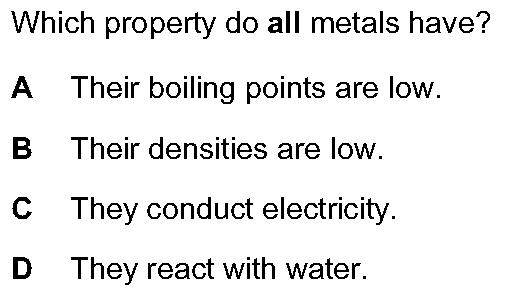 Which property do all metals have?
A Their boiling points are low.
B Their densities are low.
C They conduct electricity.
D They react with water.